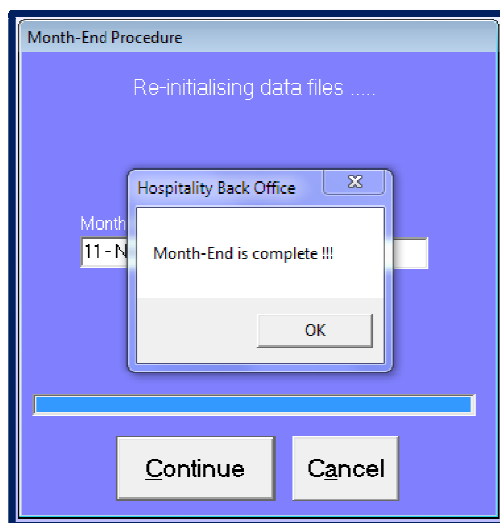 Month-End Procedure
Re-initialising data files .....
Hospitality Back Office
Month
11 - N
Month-End is complete !!!
OK
Continue
Cancel